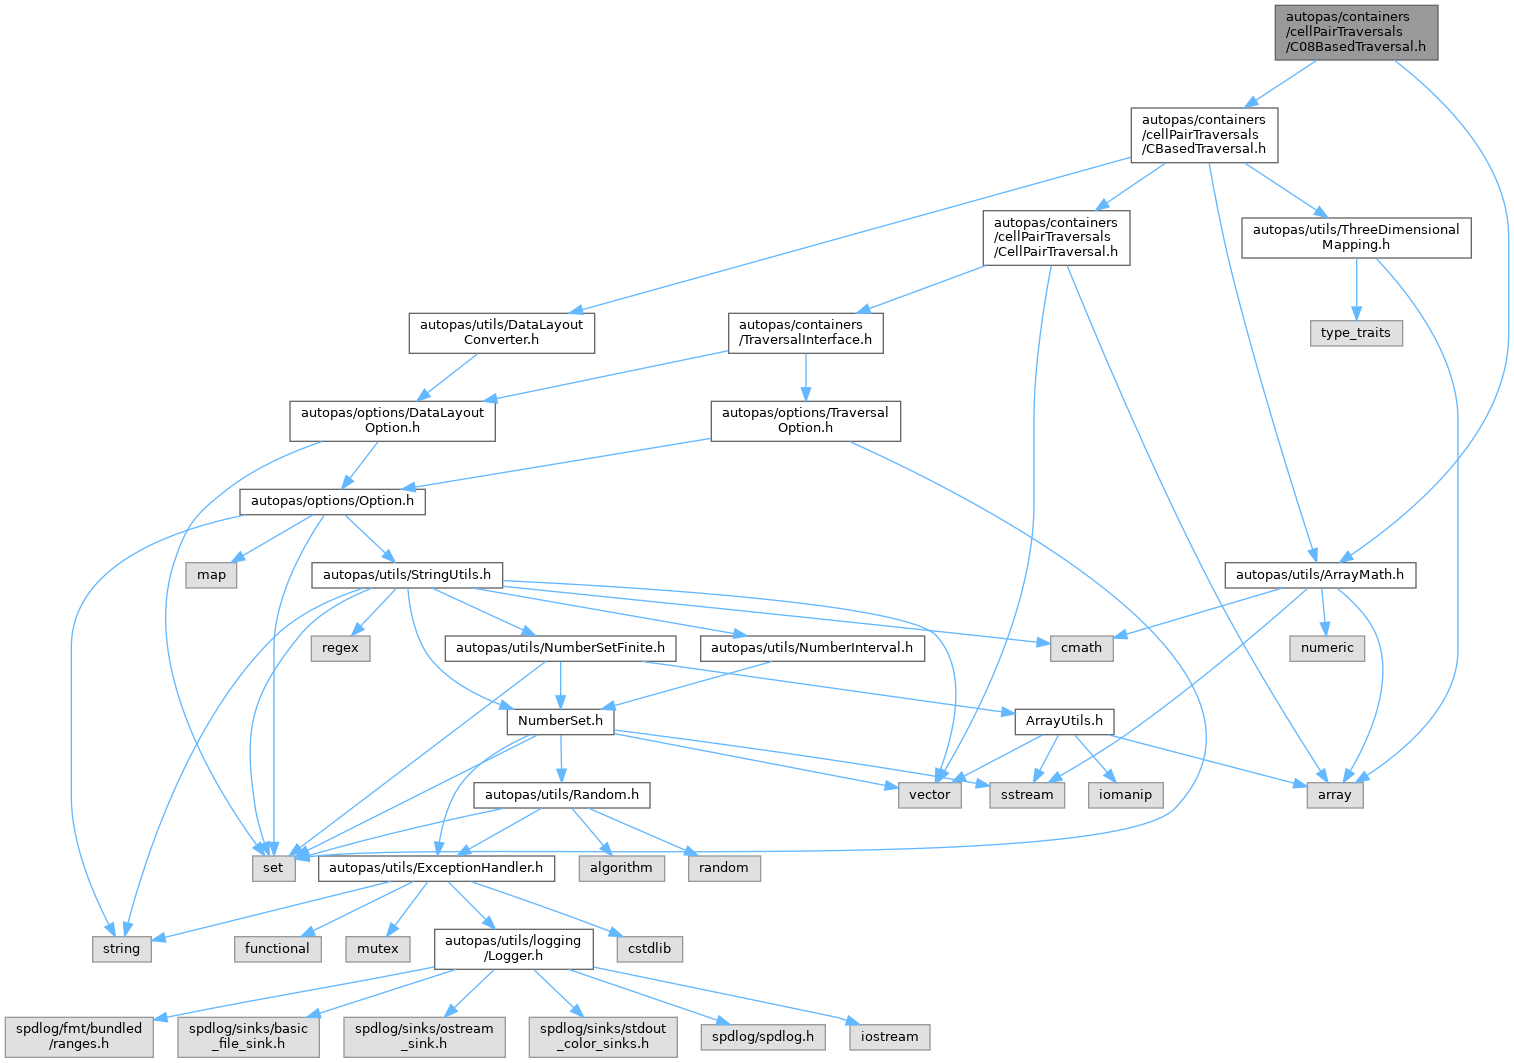 autopas/containers
/cellPairTraversals
/C08BasedTraversal.h
autopas/containers
/cellPairTraversals
/CBasedTraversal.h
autopas/containers
/cellPairTraversals
/CellPairTraversal.h
autopas/utils/ThreeDimensional
Mapping.h
autopas/utils/DataLayout
Converter.h
autopas/containers
/TraversalInterface.h
type_traits
autopas/options/DataLayout
Option.h
autopas/options/Traversal
Option.h
autopas/options/Option.h
map
autopas/utils/StringUtils.h
autopas/utils/ArrayMath.h
regex
autopas/utils/NumberSetFinite.h
autopas/utils/NumberInterval.h
cmath
numeric
NumberSet.h
ArrayUtils.h
autopas/utils/Random.h
vector
sstream
iomanip
array
set
autopas/utils/ExceptionHandler.h
algorithm
random
string
functional
mutex
autopas/utils/logging
/Logger.h
cstdlib
spdlog/fmt/bundled
/ranges.h
spdlog/sinks/basic
_file_sink.h
spdlog/sinks/ostream
_sink.h
spdlog/sinks/stdout
_color_sinks.h
spdlog/spdlog.h
iostream